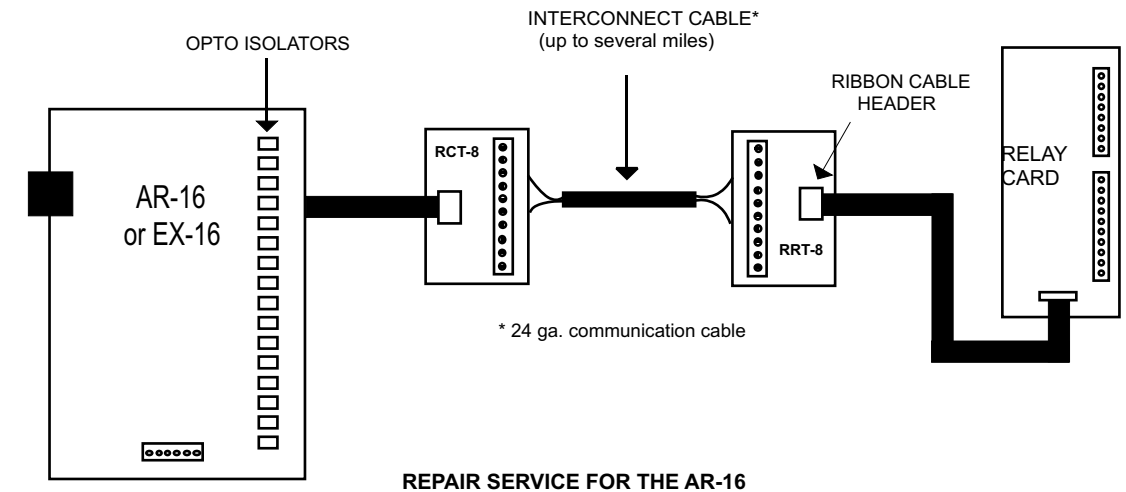 INTERCONNECT CABLE*
(up to several miles)
OPTO ISOLATORS
RIBBON CABLE
HEADER
RCT-8
RELAY
CARD
AR-16
or EX-16
RRT-8
* 24 ga. communication cable
REPAIR SERVICE FOR THE AR-16